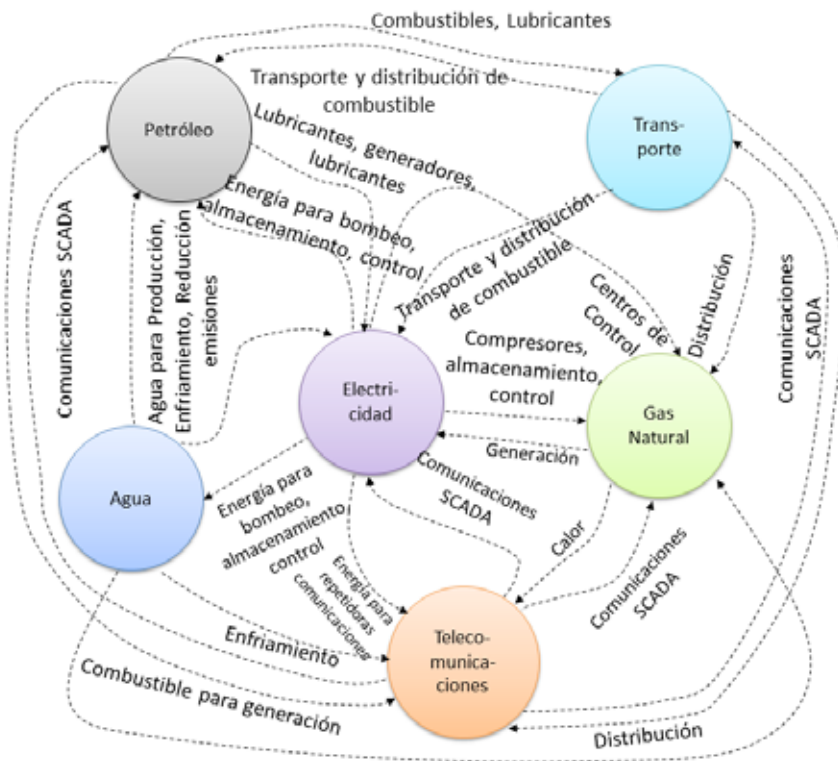 Combustibles, Lubricantes
Transporte y distribución de
combustible
Petróleo
Trans-
porte
Lubricantes, generadores,
lubricantes
Energía para bombeo,
almacenamiento, control
Transporte y distribución
de combustible
Comunicaciones SCADA
Agua para Producción,
Enfriamiento, Reducción
emisiones
Centros de
Control
Distribución
Comunicaciones
SCADA
Electri-
cidad
Compresores,
almacenamiento,
control
Gas
Natural
Generación
Agua
Energía para
bombeo,
almacenamiento,
control
Comunicaciones
SCADA
Calor
Comunicaciones
SCADA
Energía para
repetidoras
comunicaciones
Enfriamiento
Teleco-
municac-
iones
Combustible para generación
Distribución